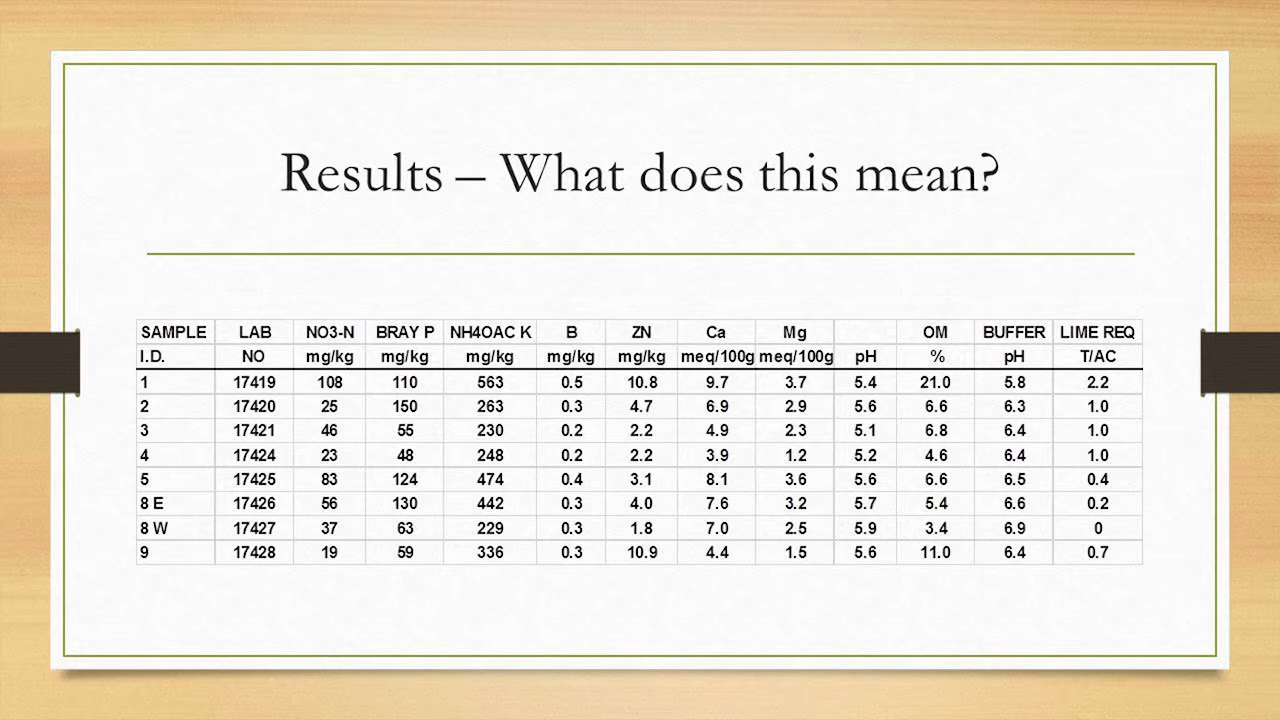 Results – What does this mean?
SAMPLE LAB NO3-N BRAY P NH4OAC K B ZN Ca Mg OM BUFFER LIME REQ
I.D. NO mg/kg mg/kg mg/kg mg/kg mg/kg meq/100g meq/100g pH % pH T/AC
1 17419 108 110 563 0.5 10.8 9.7 3.7 5.4 21.0 5.8 2.2
2 17420 25 150 263 0.3 4.7 6.9 2.9 5.6 6.6 6.3 1.0
3 17421 46 55 230 0.2 2.2 4.9 2.3 5.1 6.8 6.4 1.0
4 17424 23 48 248 0.2 2.2 3.9 1.2 5.2 4.6 6.4 1.0
5 17425 83 124 474 0.4 3.1 8.1 3.6 5.6 6.6 6.5 0.4
8 E 17426 56 130 442 0.3 4.0 7.6 3.2 5.7 5.4 6.6 0.2
8 W 17427 37 63 229 0.3 1.8 7.0 2.5 5.9 3.4 6.9 0
9 17428 19 59 336 0.3 10.9 4.4 1.5 5.6 11.0 6.4 0.7